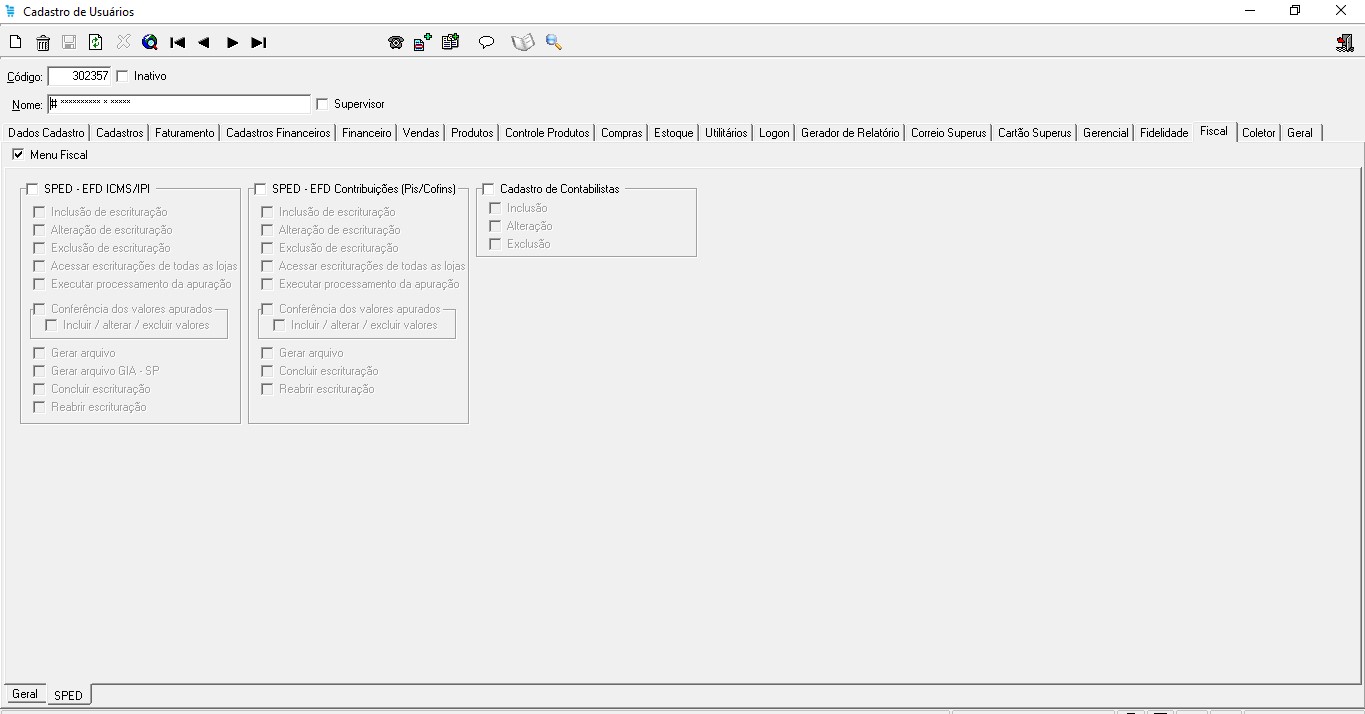 Cadastro de Usuários
Código: 302357 Inativo
Nome: # ********** * ***** Supervisor
Dados Cadastro Cadastros Faturamento Cadastros Financeiros Financeiro Vendas Produtos Controle Produtos Compras Estoque Utilitários Logon Gerador de Relatório Correio Superus Cartão Superus Gerencial Fidelidade Fiscal Coletor Geral
Menu Fiscal
SPED - EFD ICMS/IPI
Inclusão de escrituração
Alteração de escrituração
Exclusão de escrituração
Acessar escriturações de todas as lojas
Executar processamento da apuração
Conferência dos valores apurados
Incluir / alterar / excluir valores
Gerar arquivo
Gerar arquivo GIA - SP
Concluir escrituração
Reabrir escrituração
SPED - EFD Contribuições (Pis/Cofins)
Inclusão de escrituração
Alteração de escrituração
Exclusão de escrituração
Acessar escriturações de todas as lojas
Executar processamento da apuração
Conferência dos valores apurados
Incluir / alterar / excluir valores
Gerar arquivo
Concluir escrituração
Reabrir escrituração
Cadastro de Contabilistas
Inclusão
Alteração
Exclusão
Geral SPED